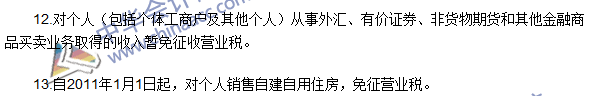 12.对个人（包括个体工商户及其他个人）从事外汇、有价证券、非货物期货和其他金融商
品买卖业务取得的收入暂免征收营业税。
13.自2011年1月1日起，对个人销售自建自用住房，免征营业税。